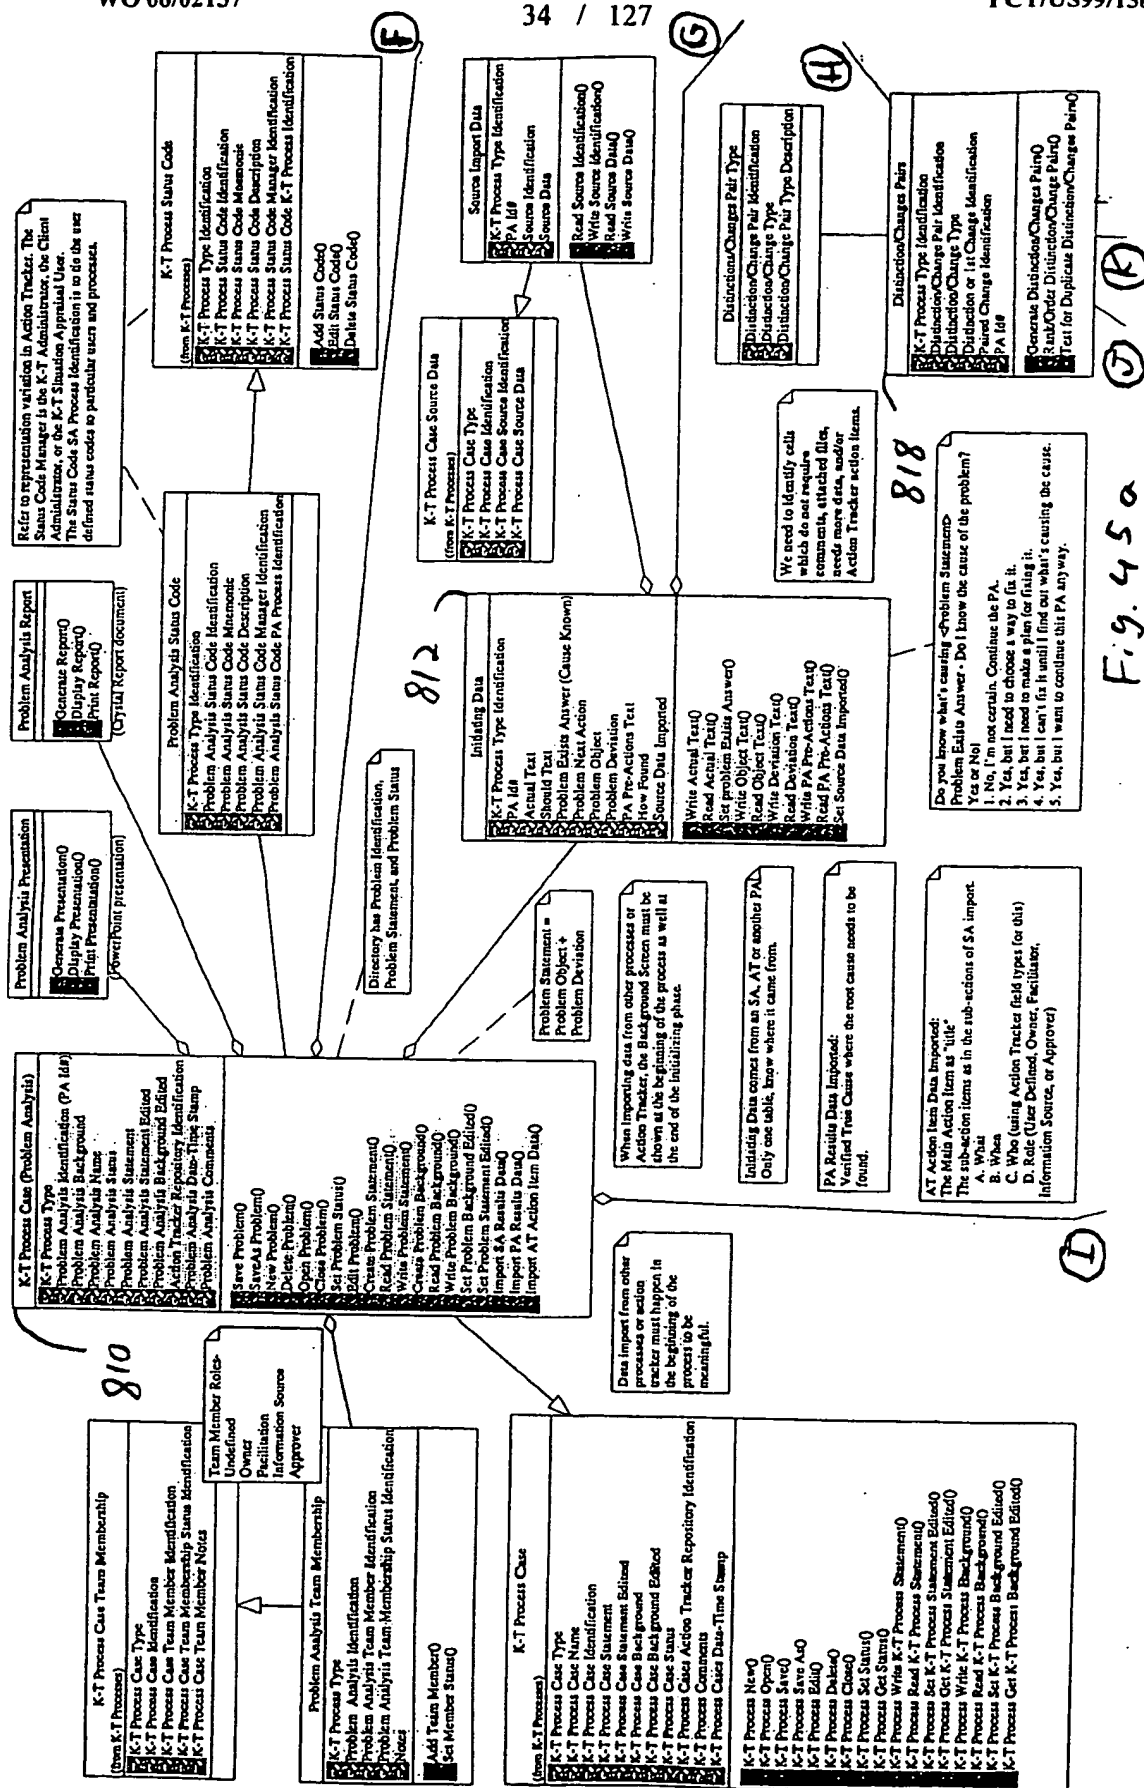 34 / 127
K-T Process Case Team Membership
(from K-T Processes)
K-T Process Case Type
K-T Process Case Identification
K-T Process Case Team Member Identification
K-T Process Case Team Membership Status Identification
K-T Process Case Team Member Notes
Team Member Roles-
Undefined
Owner
Facilitation
Information Source
Approver
Problem Analysis Team Membership
K-T Process Type
Problem Analysis Identification
Problem Analysis Team Member Identification
Problem Analysis Team Membership Status Identification
Notes
Add Team Member()
Set Member Status()
K-T Process Case
(from K-T Processes)
K-T Process Case Type
K-T Process Case Name
K-T Process Case Identification
K-T Process Case Statement
K-T Process Case Statement Edited
K-T Process Case Background
K-T Process Case Background Edited
K-T Process Case Status
K-T Process Cases Action Tracker Repository Identification
K-T Process Comments
K-T Process Cases Date-Time Stamp
K-T Process New()
K-T Process Open()
K-T Process Save()
K-T Process Save As()
K-T Process Edit()
K-T Process Delete()
K-T Process Close()
K-T Process Set Status()
K-T Process Get Status()
K-T Process Write K-T Process Statement()
K-T Process Read K-T Process Statement()
K-T Process Set K-T Process Statement Edited()
K-T Process Get K-T Process Statement Edited()
K-T Process Write K-T Process Background()
K-T Process Read K-T Process Background()
K-T Process Set K-T Process Background Edited()
K-T Process Get K-T Process Background Edited()
810
K-T Process Case (Problem Analysis)
K-T Process Type
Problem Analysis Identification (PA Id#)
Problem Analysis Background
Problem Analysis Name
Problem Analysis Status
Problem Analysis Statement
Problem Analysis Statement Edited
Problem Analysis Background Edited
Action Tracker Repository Identification
Problem Analysis Date-Time Stamp
Problem Analysis Comments
Save Problem()
SaveAs Problem()
New Problem()
Delete Problem()
Open Problem()
Close Problem()
Set Problem Status()
Edit Problem()
Create Problem Statement()
Read Problem Statement()
Write Problem Statement()
Create Problem Background()
Read Problem Background()
Write Problem Background()
Set Problem Background Edited()
Set Problem Statement Edited()
Import SA Results Data()
Import PA Results Data()
Import AT Action Item Data()
Data import from other
processes or action
tracker must happen in
the beginning of the
process to be
meaningful.
Problem Analysis Presentation
Generate Presentation()
Display Presentation()
Print Presentation()
(PowerPoint presentation)
Problem Analysis Report
Generate Report()
Display Report()
Print Report()
(Crystal Report document)
Refer to representation variation in Action Tracker. The
Status Code Manager is the K-T Administrator, the Client
Administrator, or the K-T Situation Appraisal User.
The Status Code SA Process Identification is to tie the user
defined status codes to particular users and processes.
Problem Analysis Status Code
K-T Process Type Identification
Problem Analysis Status Code Identification
Problem Analysis Status Code Mnemonic
Problem Analysis Status Code Description
Problem Analysis Status Code Manager Identification
Problem Analysis Status Code PA Process Identification
K-T Process Status Code
(from K-T Processes)
K-T Process Type Identification
K-T Process Status Code Identification
K-T Process Status Code Mnemonic
K-T Process Status Code Description
K-T Process Status Code Manager Identification
K-T Process Status Code K-T Process Identification
Add Status Code()
Edit Status Code()
Delete Status Code()
F
Directory has Problem Identification,
Problem Statement, and Problem Status
Problem Statement =
Problem Object +
Problem Deviation
When importing data from other processes or
Action Tracker, the Background Screen must be
shown at the beginning of the process as well at
the end of the initializing phase.
Initiating Data comes from an SA, AT or another PA.
Only one table, know where it came from.
PA Results Data Imported:
Verified True Cause where the root cause needs to be
found.
AT Action Item Data Imported:
The Main Action Item as "title"
The sub-action items as in the sub-actions of SA import.
A. What
B. When
C. Who (using Action Tracker field types for this)
D. Role (User Defined, Owner, Facilitator,
Information Source, or Approver)
I
812
Initiating Data
K-T Process Type Identification
PA Id#
Actual Text
Should Text
Problem Exists Answer (Cause Known)
Problem Next Action
Problem Object
Problem Deviation
PA Pre-Actions Text
How Found
Source Data Imported
Write Actual Text()
Read Actual Text()
Set problem Exists Answer()
Write Object Text()
Read Object Text()
Write Deviation Text()
Read Deviation Text()
Write PA Pre-Actions Text()
Read PA Pre-Actions Text()
Set Source Data Imported()
K-T Process Case Source Data
(from K-T Processes)
K-T Process Case Type
K-T Process Case Identification
K-T Process Case Source Identification
K-T Process Case Source Data
Source Import Data
K-T Process Type Identification
PA Id#
Source Identification
Source Data
Read Source Identification()
Write Source Identification()
Read Source Data()
Write Source Data()
G
We need to identify cells
which do not require
comments, attached files,
needs more data, and/or
Action Tracker action items.
Do you know what's causing <Problem Statement>
Problem Exists Answer - Do I know the cause of the problem?
Yes or No!
1. No, I'm not certain. Continue the PA.
2. Yes, but I need to choose a way to fix it.
3. Yes, but I need to make a plan for fixing it.
4. Yes, but I can't fix it until I find out what's causing the cause.
5. Yes, but I want to continue this PA anyway.
Distinctions/Changes Pair Type
Distinction/Change Pair Identification
Distinction/Change Type
Distinction/Change Pair Type Description
H
818
Distinction/Changes Pairs
K-T Process Type Identification
Distinction/Change Pair Identification
Distinction/Change Type
Distinction or 1st Change Identification
Paired Change Identification
PA Id#
Generate Distinction/Changes Pairs()
Rank/Order Distinction/Change Pairs()
Test for Duplicate Distinction/Changes Pairs()
J
K
Fig. 45a